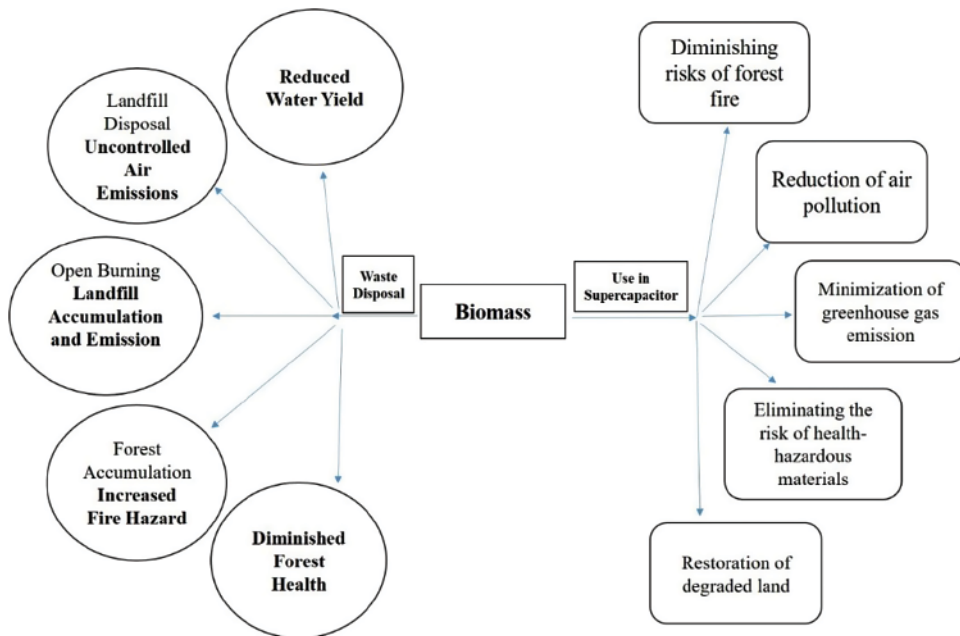 Reduced
Water Yield
Landfill
Disposal
Uncontrolled
Air
Emissions
Open Burning
Landfill
Accumulation
and Emission
Forest
Accumulation
Increased
Fire Hazard
Diminished
Forest
Health
Waste
Disposal
Biomass
Use in
Supercapacitor
Diminishing
risks of forest
fire
Reduction of air
pollution
Minimization of
greenhouse gas
emission
Eliminating the
risk of health-
hazardous
materials
Restoration of
degraded land